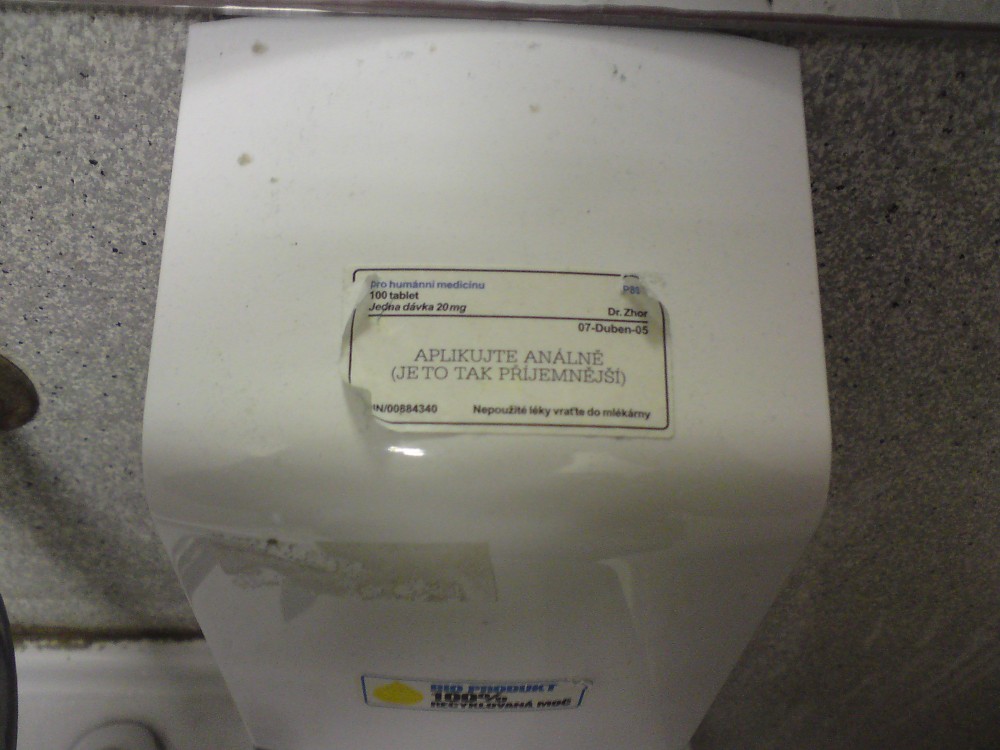 pro humánní medicínu
100 tablet
Jedna dávka 20mg
Dr. Zhor
07-Duben-05
APLIKUJTE ANÁLNĚ
(JE TO TAK PŘÍJEMNĚJŠÍ)
IN/00884340 Nepoužité léky vraťte do mlékárny
BIO PRODUKT
100%
RECYKLOVANÁ MOČ